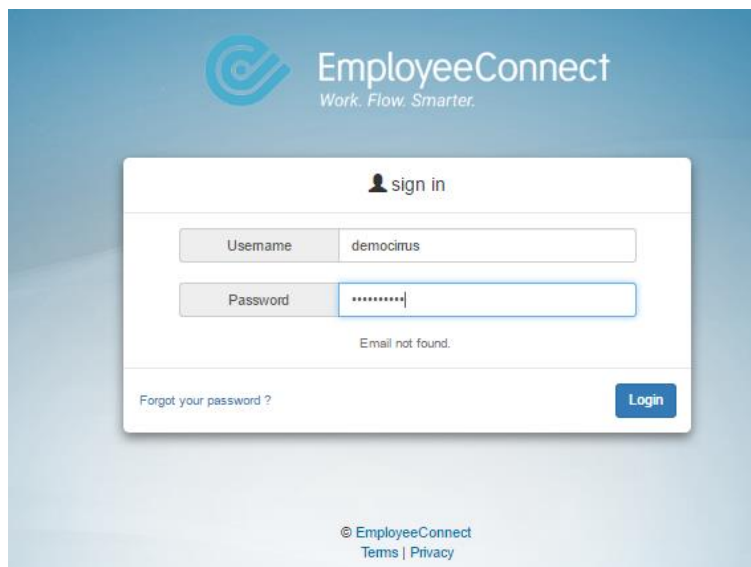 EmployeeConnect
Work. Flow. Smarter.
sign in
Username
democirrus
Password
••••••••••
Email not found.
Forgot your password ?
Login
© EmployeeConnect
Terms | Privacy